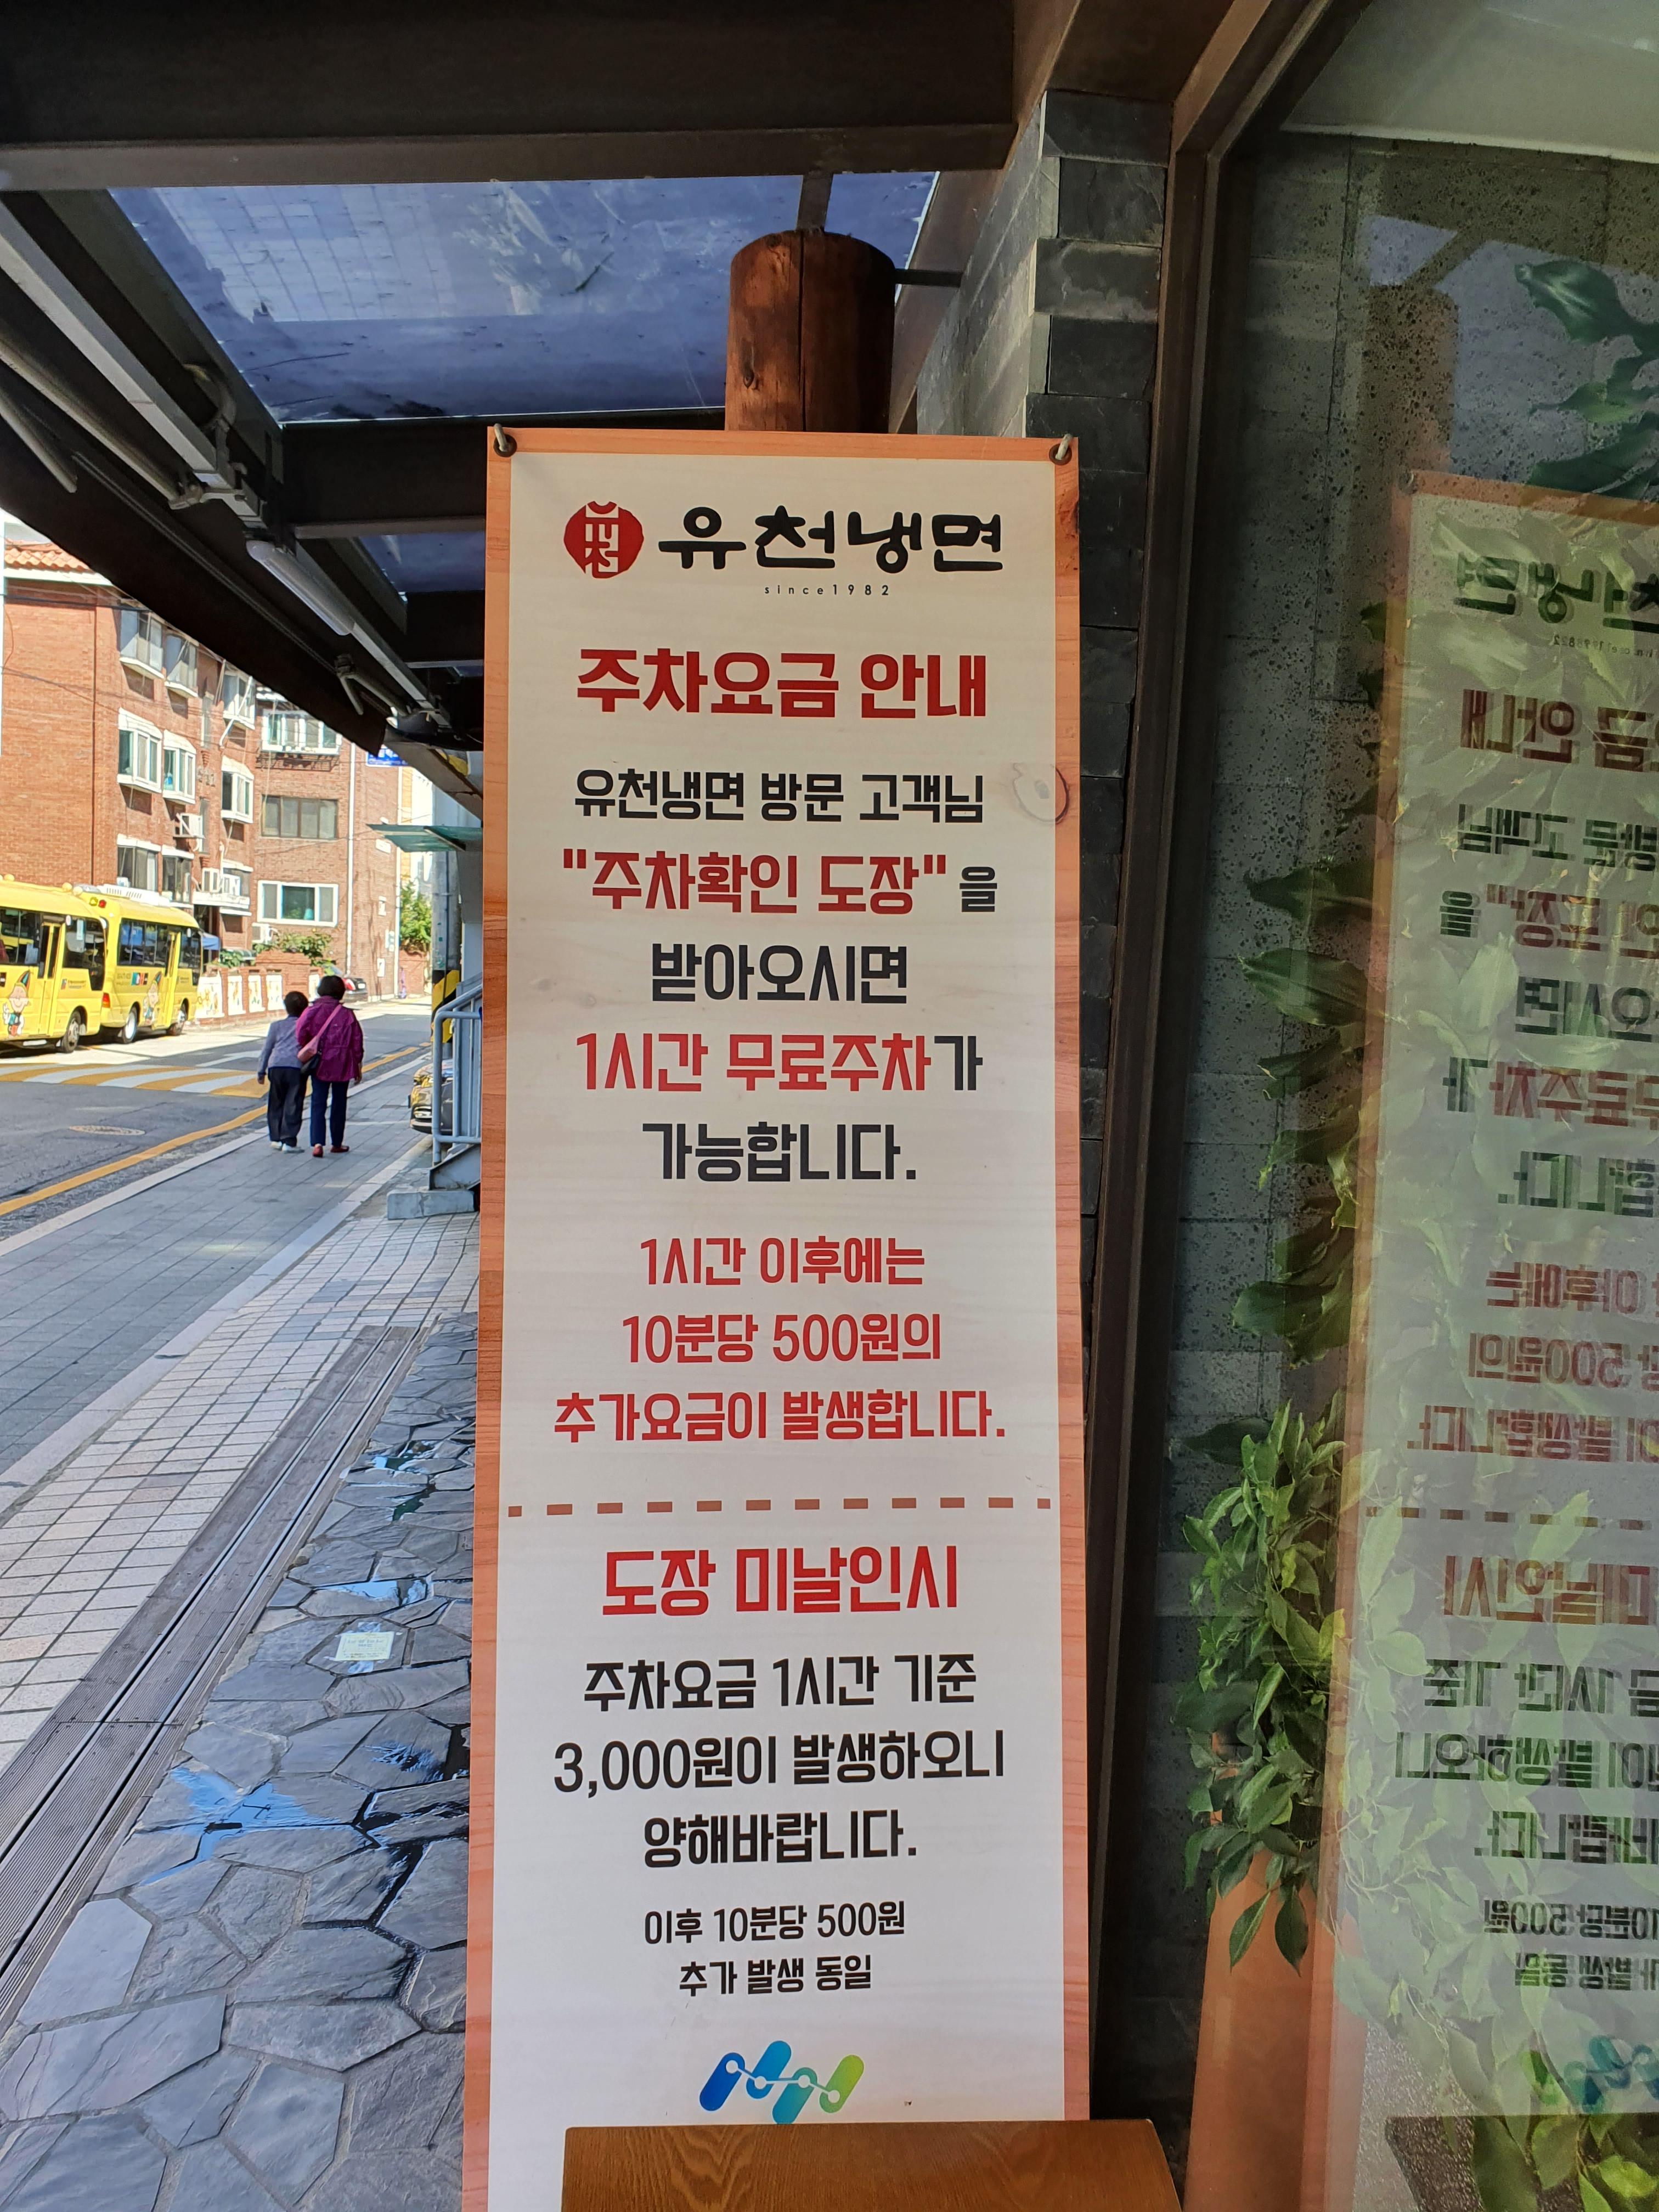 유천
유천냉면
since1982
주차요금 안내
유천냉면 방문 고객님
"주차확인 도장"을
받아오시면
1시간 무료주차가
가능합니다.
1시간 이후에는
10분당 500원의
추가요금이 발생합니다.
도장 미날인시
주차요금 1시간 기준
3,000원이 발생하오니
양해바랍니다.
이후 10분당 500원
추가 발생 동일